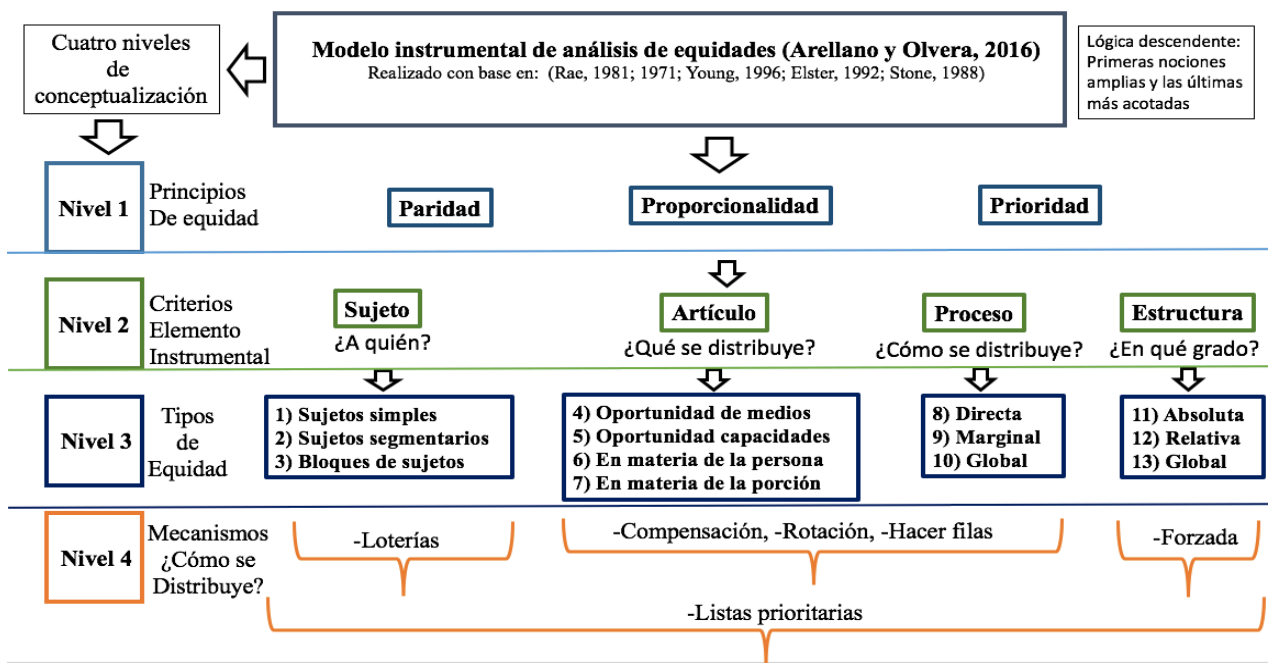 Cuatro niveles
de
conceptualización
Modelo instrumental de análisis de equidades (Arellano y Olvera, 2016)
Realizado con base en: (Rae, 1981; 1971; Young, 1996; Elster, 1992; Stone, 1988)
Lógica descendente:
Primeras nociones
amplias y las últimas
más acotadas
Nivel 1
Principios
De equidad
Paridad
Proporcionalidad
Prioridad
Nivel 2
Criterios
Elemento
Instrumental
Sujeto
¿A quién?
Artículo
¿Qué se distribuye?
Proceso
¿Cómo se distribuye?
Estructura
¿En qué grado?
Nivel 3
Tipos
de
Equidad
1) Sujetos simples
2) Sujetos segmentarios
3) Bloques de sujetos
4) Oportunidad de medios
5) Oportunidad capacidades
6) En materia de la persona
7) En materia de la porción
8) Directa
9) Marginal
10) Global
11) Absoluta
12) Relativa
13) Global
Nivel 4
Mecanismos
¿Cómo se
Distribuye?
-Loterías
-Compensación, -Rotación, -Hacer filas
-Forzada
-Listas prioritarias